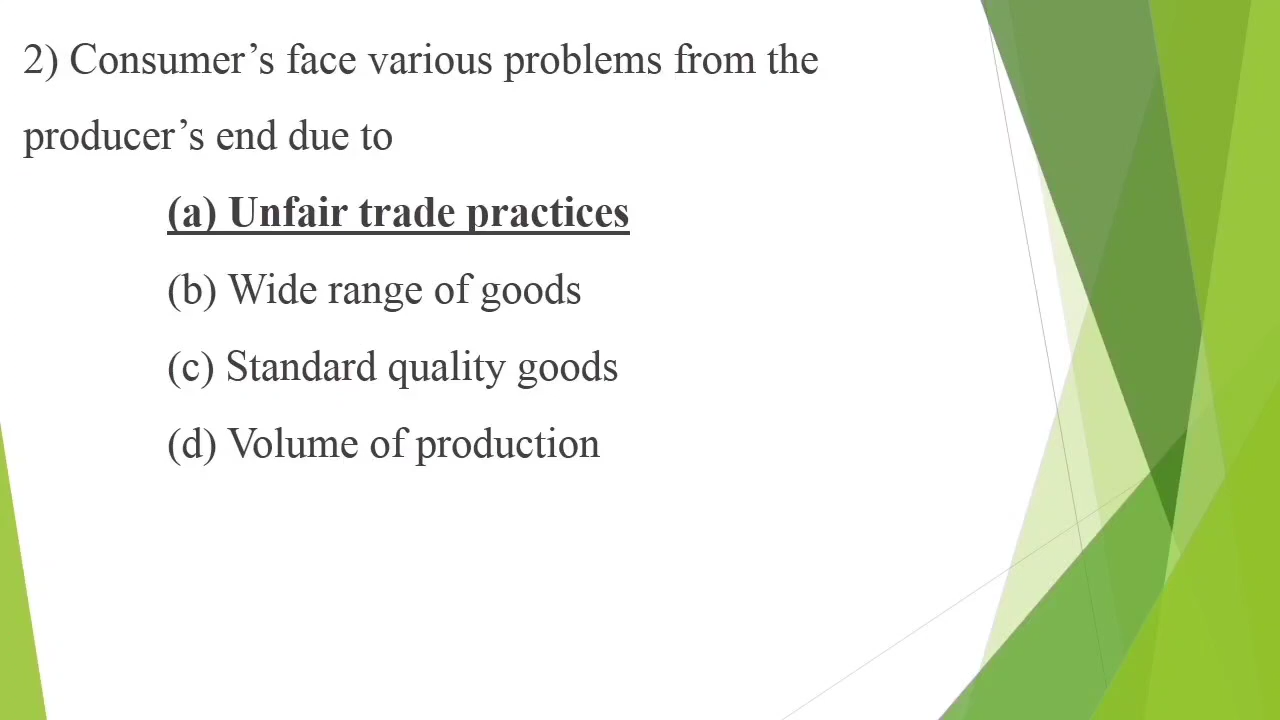 2) Consumer’s face various problems from the
producer’s end due to
(a) Unfair trade practices
(b) Wide range of goods
(c) Standard quality goods
(d) Volume of production